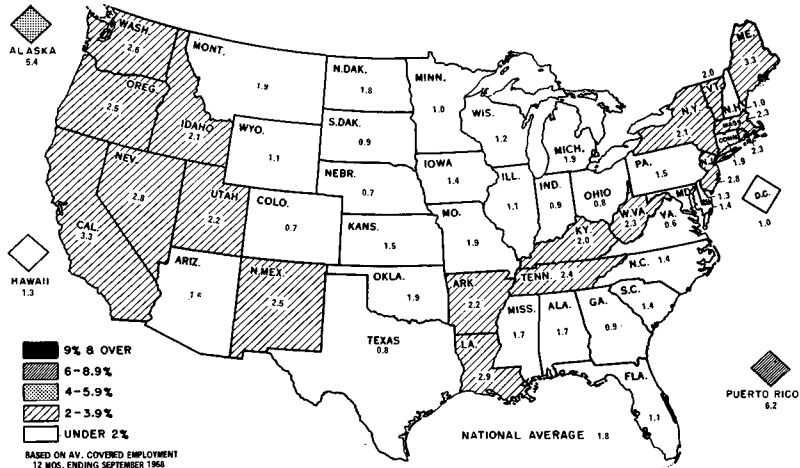 ALASKA
5.4
WASH.
2.6
OREG.
2.5
IDAHO
2.1
MONT.
1.9
WYO.
1.1
NEV.
2.8
UTAH
2.2
CAL.
3.3
COLO.
0.7
ARIZ.
N.MEX.
2.5
N.DAK.
1.8
S.DAK.
0.9
NEBR.
0.7
KANS.
1.5
OKLA.
1.9
TEXAS
0.8
MINN.
1.0
IOWA
1.4
MO.
1.9
ARK.
2.2
LA.
2.9
WIS.
1.2
MICH.
1.9
ILL.
1.1
IND.
0.9
OHIO
0.8
KY.
2.0
TENN. 2.4
MISS.
1.7
ALA.
1.7
GA.
0.9
FLA.
1.1
S.C.
1.4
N.C. 1.4
VA.
0.6
W.VA
2.3
PA.
1.5
N.Y.
2.1
ME.
3.3
2.0
VT.
N.H.
1.0
MASS.
2.3
CONN.
2.3
1.9
N.J.
2.8
MD.
1.3
1.4
D.C.
1.0
HAWAII
1.3
PUERTO RICO
6.2
9% & OVER
6-8.9%
4-5.9%
2-3.9%
UNDER 2%
NATIONAL AVERAGE 1.8
BASED ON AV. COVERED EMPLOYMENT
12 MOS. ENDING SEPTEMBER 1968